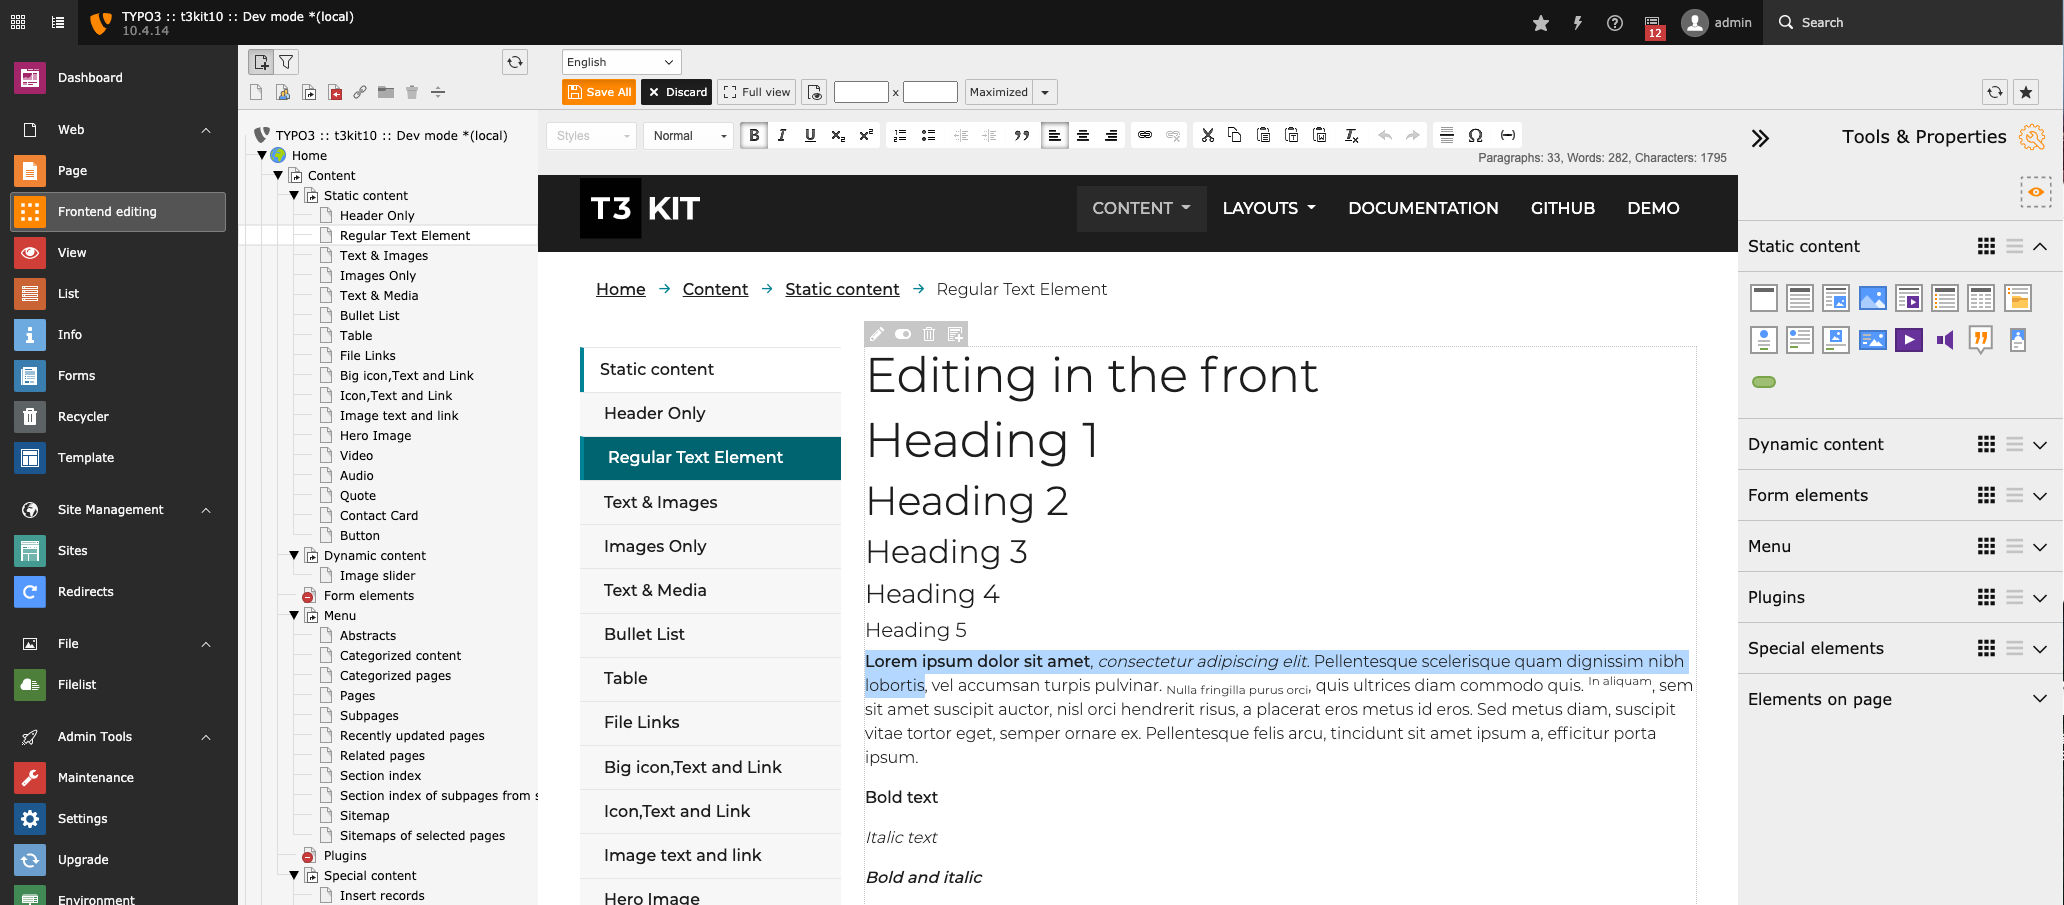 TYPO3 :: t3kit10 :: Dev mode *(local)
10.4.14
12
admin
Search
Dashboard
Web
Page
Frontend editing
View
List
Info
Forms
Recycler
Template
Site Management
Sites
Redirects
File
Filelist
Admin Tools
Maintenance
Settings
Upgrade
Environment
TYPO3 :: t3kit10 :: Dev mode *(local)
Home
Content
Static content
Header Only
Regular Text Element
Text & Images
Images Only
Text & Media
Bullet List
Table
File Links
Big icon,Text and Link
Icon,Text and Link
Image text and link
Hero Image
Video
Audio
Quote
Contact Card
Button
Dynamic content
Image slider
Form elements
Menu
Abstracts
Categorized content
Categorized pages
Pages
Subpages
Recently updated pages
Related pages
Section index
Section index of subpages from s
Sitemap
Sitemaps of selected pages
Plugins
Special content
Insert records
English
Save All Discard Full view x Maximized
Styles Normal B I U x₂ x²
Paragraphs: 33, Words: 282, Characters: 1795
T3 KIT
CONTENT LAYOUTS DOCUMENTATION GITHUB DEMO
Home → Content → Static content → Regular Text Element
Static content
Header Only
Regular Text Element
Text & Images
Images Only
Text & Media
Bullet List
Table
File Links
Big icon,Text and Link
Icon,Text and Link
Image text and link
Hero Image
Editing in the front
Heading 1
Heading 2
Heading 3
Heading 4
Heading 5
Lorem ipsum dolor sit amet, consectetur adipiscing elit. Pellentesque scelerisque quam dignissim nibh
lobortis, vel accumsan turpis pulvinar. Nulla fringilla purus orci, quis ultrices diam commodo quis. In aliquam, sem
sit amet suscipit auctor, nisl orci hendrerit risus, a placerat eros metus id eros. Sed metus diam, suscipit
vitae tortor eget, semper ornare ex. Pellentesque felis arcu, tincidunt sit amet ipsum a, efficitur porta
ipsum.
Bold text
Italic text
Bold and italic
Tools & Properties
Static content
Dynamic content
Form elements
Menu
Plugins
Special elements
Elements on page